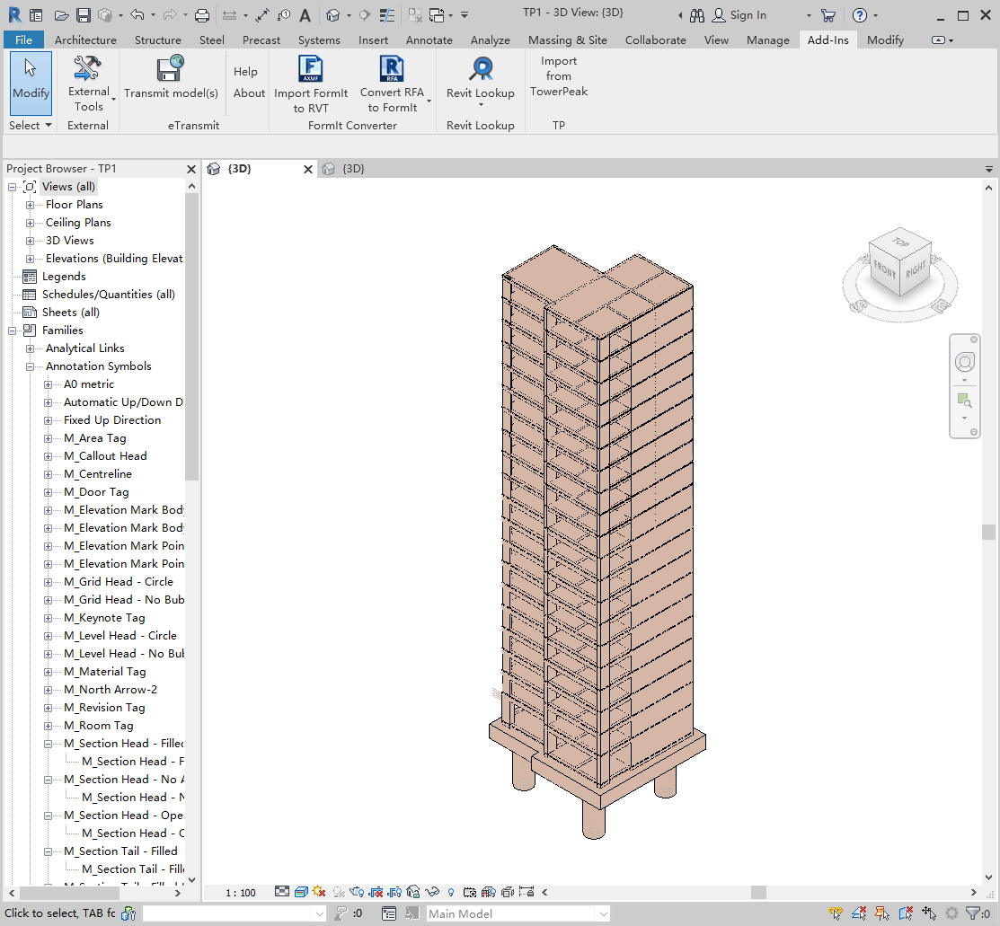 TP1 - 3D View: {3D}
Sign In
File Architecture Structure Steel Precast Systems Insert Annotate Analyze Massing & Site Collaborate View Manage Add-Ins Modify
Modify
External
Tools
Transmit model(s)
Help
About
AXMF
Import FormIt
to RVT
RFA
Convert RFA
to FormIt
Revit Lookup
Import
from
TowerPeak
Select External eTransmit FormIt Converter Revit Lookup TP
Project Browser - TP1
{3D} {3D}
Views (all)
Floor Plans
Ceiling Plans
3D Views
Elevations (Building Elevat
Legends
Schedules/Quantities (all)
Sheets (all)
Families
Analytical Links
Annotation Symbols
A0 metric
Automatic Up/Down D
Fixed Up Direction
M_Area Tag
M_Callout Head
M_Centreline
M_Door Tag
M_Elevation Mark Body
M_Elevation Mark Body
M_Elevation Mark Poin
M_Elevation Mark Poin
M_Grid Head - Circle
M_Grid Head - No Bub
M_Keynote Tag
M_Level Head - Circle
M_Level Head - No Bub
M_Material Tag
M_North Arrow-2
M_Revision Tag
M_Room Tag
M_Section Head - Filled
M_Section Head - F
M_Section Head - No A
M_Section Head - N
M_Section Head - Ope
M_Section Head - O
M_Section Tail - Filled
M_Section Tail - Fille
TOP
FRONT
RIGHT
1 : 100
Click to select, TAB fc
:0
Main Model
:0